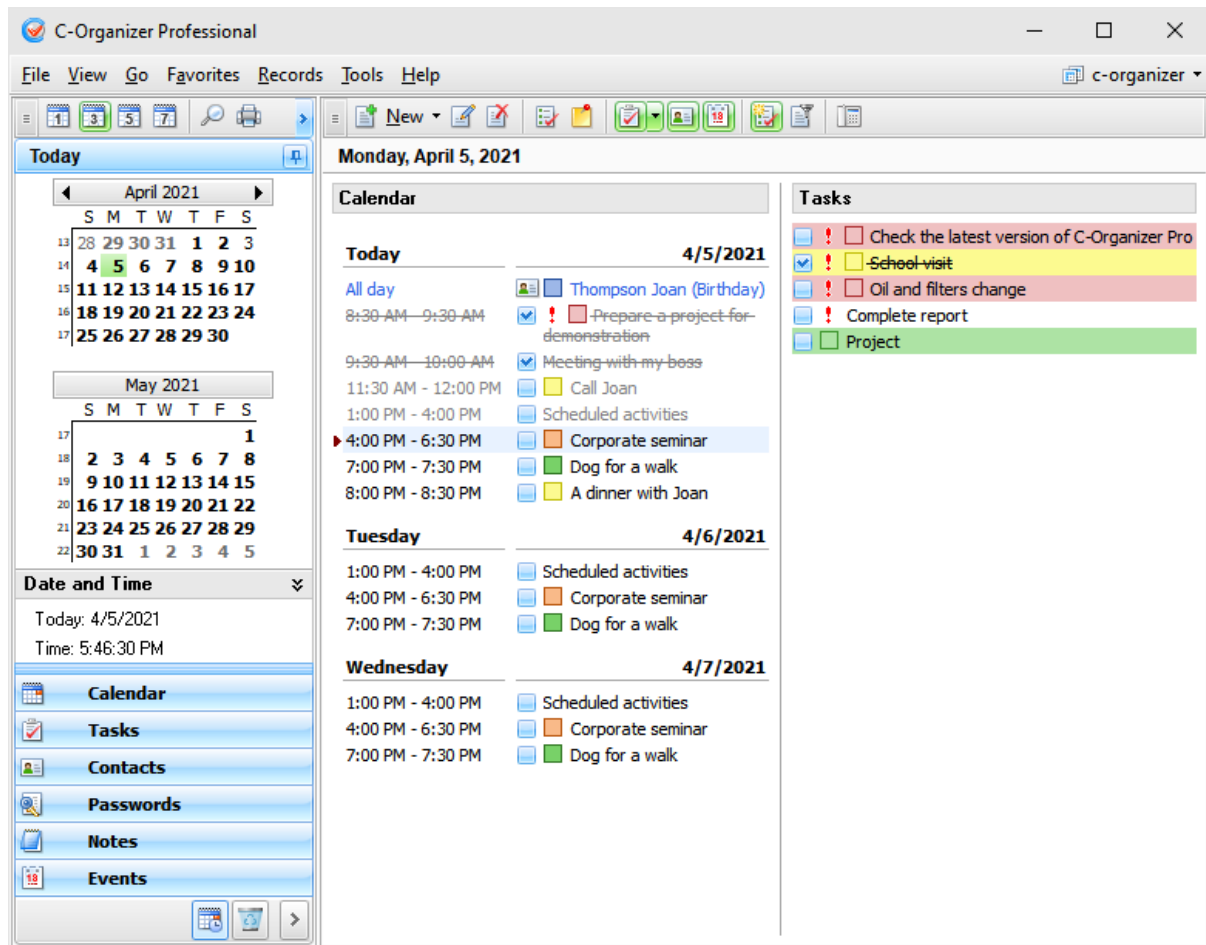 C-Organizer Professional
File View Go Favorites Records Tools Help
c-organizer
1 3 5 7
New
18
Today
April 2021
S M T W T F S
13 28 29 30 31 1 2 3
14 4 5 6 7 8 9 10
15 11 12 13 14 15 16 17
16 18 19 20 21 22 23 24
17 25 26 27 28 29 30
May 2021
S M T W T F S
17 1
18 2 3 4 5 6 7 8
19 9 10 11 12 13 14 15
20 16 17 18 19 20 21 22
21 23 24 25 26 27 28 29
22 30 31 1 2 3 4 5
Date and Time
Today: 4/5/2021
Time: 5:46:30 PM
Calendar
Tasks
Contacts
Passwords
Notes
18 Events
Monday, April 5, 2021
Calendar
Today 4/5/2021
All day Thompson Joan (Birthday)
8:30 AM - 9:30 AM ! Prepare a project for
demonstration
9:30 AM - 10:00 AM Meeting with my boss
11:30 AM - 12:00 PM Call Joan
1:00 PM - 4:00 PM Scheduled activities
4:00 PM - 6:30 PM Corporate seminar
7:00 PM - 7:30 PM Dog for a walk
8:00 PM - 8:30 PM A dinner with Joan
Tuesday 4/6/2021
1:00 PM - 4:00 PM Scheduled activities
4:00 PM - 6:30 PM Corporate seminar
7:00 PM - 7:30 PM Dog for a walk
Wednesday 4/7/2021
1:00 PM - 4:00 PM Scheduled activities
4:00 PM - 6:30 PM Corporate seminar
7:00 PM - 7:30 PM Dog for a walk
Tasks
! Check the latest version of C-Organizer Pro
! School visit
! Oil and filters change
! Complete report
Project